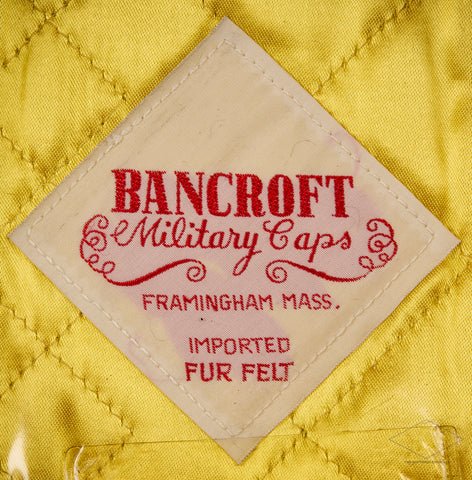 BANCROFT
Military Caps
FRAMINGHAM MASS.
IMPORTED
FUR FELT